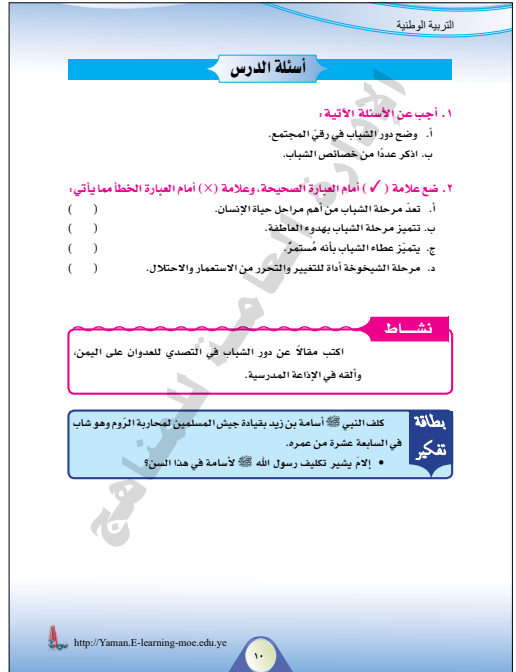 التربية الوطنية
أسئلة الدرس
١. أجب عن الأسئلة الآتية :
أ. وضح دور الشباب في رقيّ المجتمع.
ب. اذكر عددًا من خصائص الشباب.
٢. ضع علامة (✓) أمام العبارة الصحيحة، وعلامة (×) أمام العبارة الخطأ مما يأتي:
أ. تعدّ مرحلة الشباب من أهم مراحل حياة الإنسان. ( )
ب. تتميز مرحلة الشباب بهدوء العاطفة. ( )
ج. يتميّز عطاء الشباب بأنه مُستمرٌ. ( )
د. مرحلة الشيخوخة أداة للتغيير والتحرر من الاستعمار والاحتلال. ( )
نشــاط
اكتب مقالاً عن دور الشباب في التصدي للعدوان على اليمن،
وألقه في الإذاعة المدرسية.
بطاقة
تفكير
كلف النبي ﷺ أسامة بن زيد بقيادة جيش المسلمين لمحاربة الرّوم وهو شاب
في السابعة عشرة من عمره.
• إلامَ يشير تكليف رسول الله ﷺ لأسامة في هذا السن؟
الإدارة العامة للمناهج
http://Yaman.E-learning-moe.edu.ye
١٠